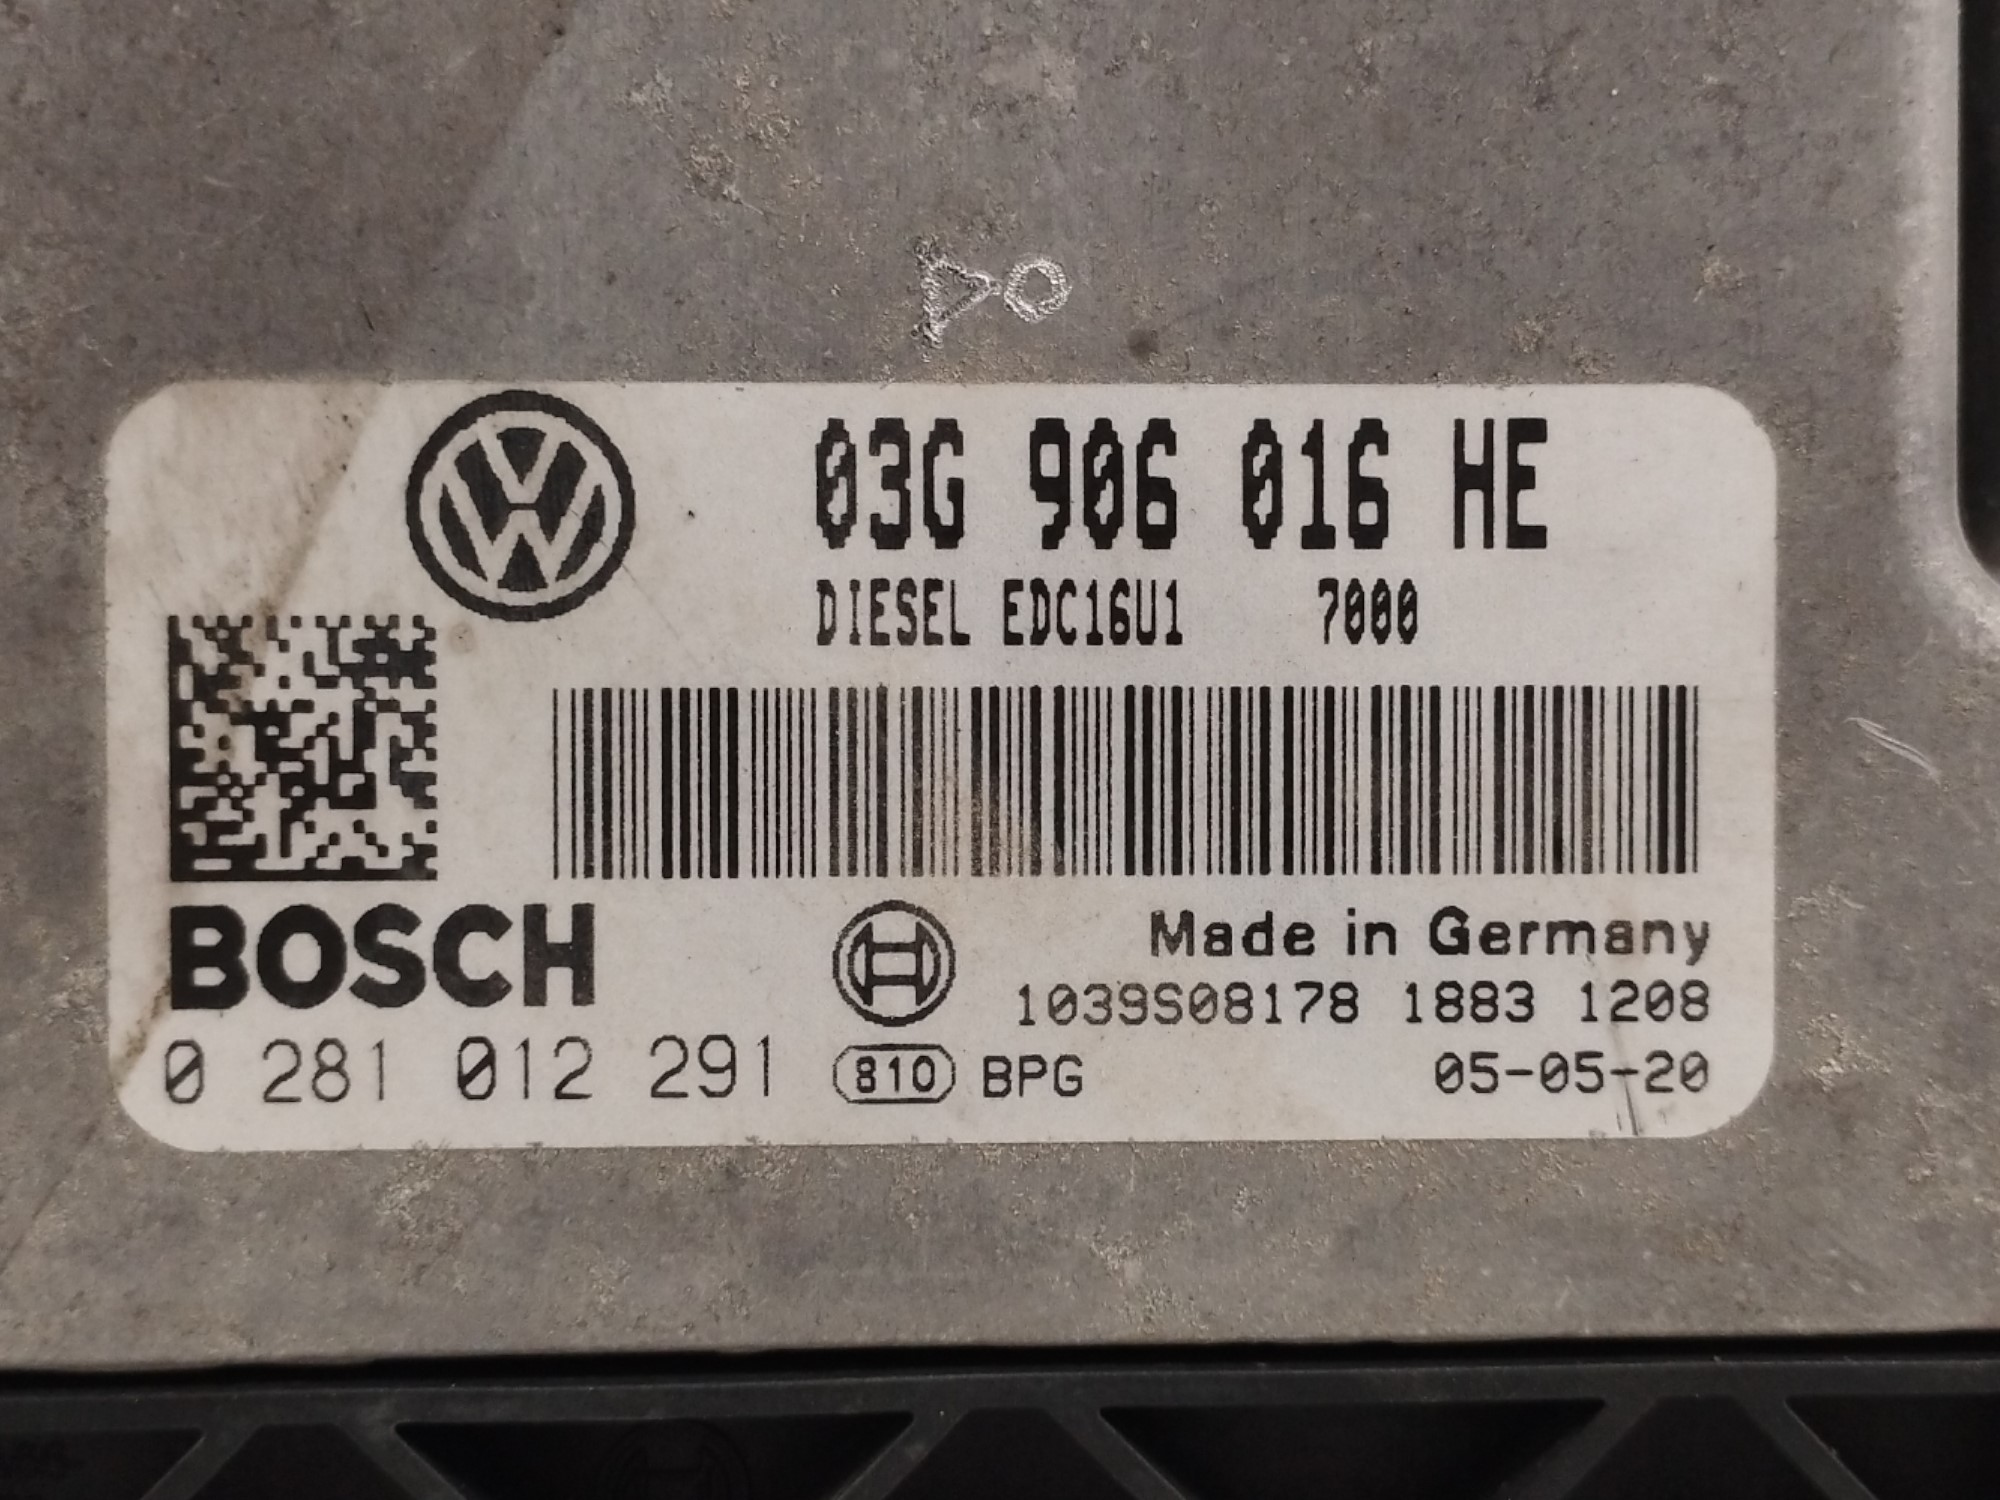 03G 906 016 HE
DIESEL EDC16U1 7000
BOSCH
Made in Germany
1039S08178 1883 1208
0 281 012 291 810 BPG 05-05-20